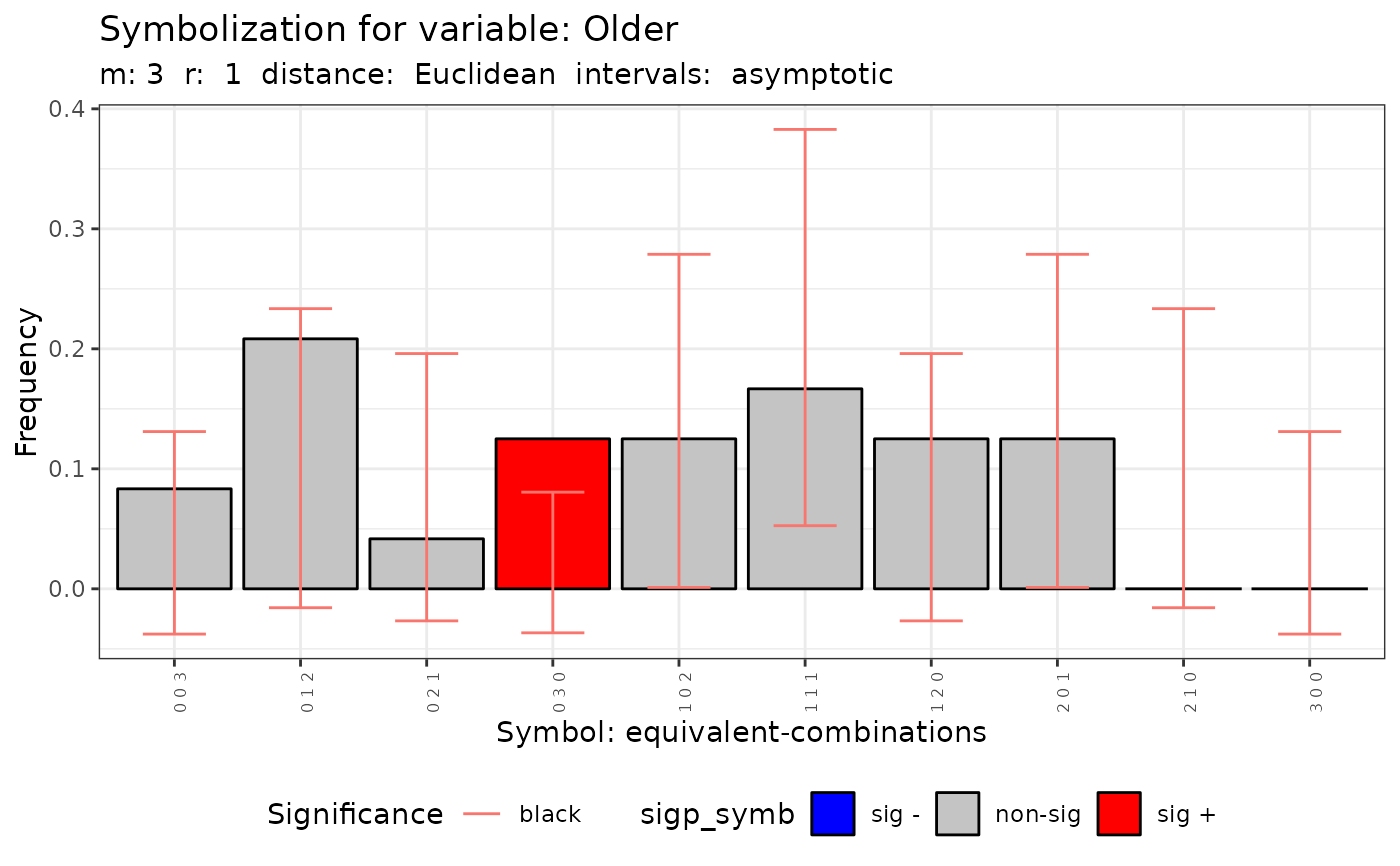 Symbolization for variable: Older
m: 3 r: 1 distance: Euclidean intervals: asymptotic
0.4
0.3
0.2
0.1
0.0
Frequency
0 0 3
0 1 2
0 2 1
0 3 0
1 0 2
1 1 1
1 2 0
2 0 1
2 1 0
3 0 0
Symbol: equivalent-combinations
Significance black sigp_symb sig - non-sig sig +